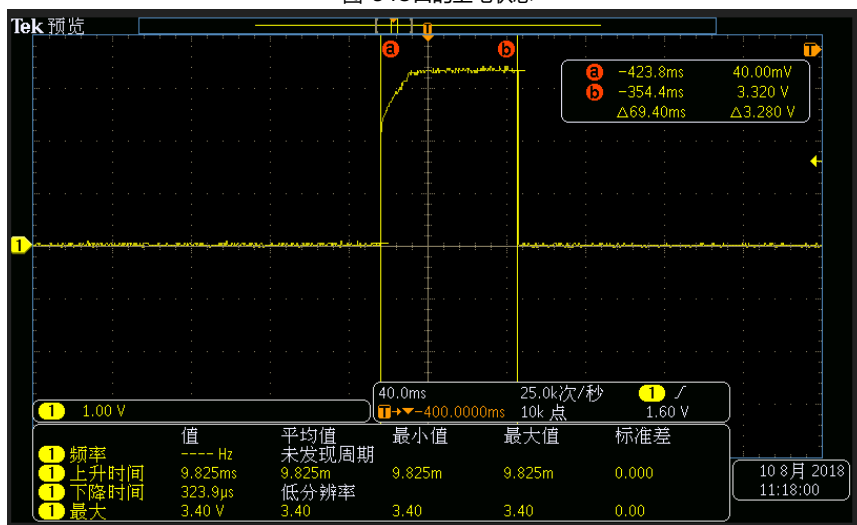 Tek 预览
T
a b T
a -423.8ms 40.00mV
b -354.4ms 3.320 V
△69.40ms △3.280 V
1
40.0ms 25.0k次/秒 1 /
1 1.00 V T→▼-400.0000ms 10k 点 1.60 V
值 平均值 最小值 最大值 标准差
1 频率 ---- Hz 未发现周期
1 上升时间 9.825ms 9.825m 9.825m 9.825m 0.000
1 下降时间 323.9µs 低分辨率
1 最大 3.40 V 3.40 3.40 3.40 0.00
10 8月 2018
11:18:00